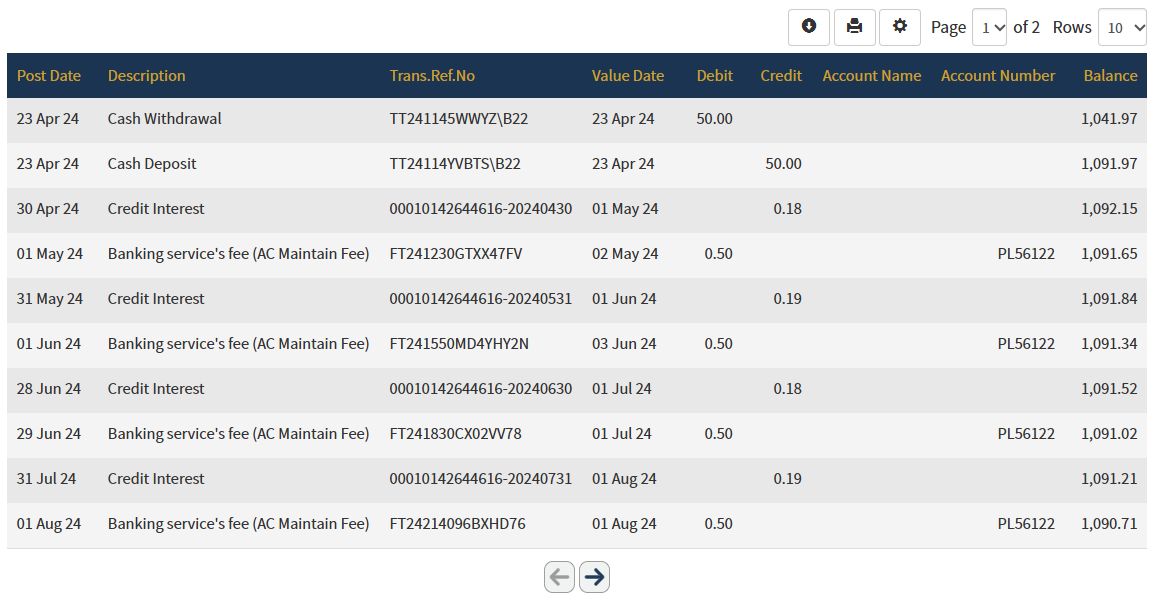 Page 1 of 2 Rows 10
Post Date Description Trans.Ref.No Value Date Debit Credit Account Name Account Number Balance
23 Apr 24 Cash Withdrawal TT241145WWYZ\B22 23 Apr 24 50.00 1,041.97
23 Apr 24 Cash Deposit TT24114YVBTS\B22 23 Apr 24 50.00 1,091.97
30 Apr 24 Credit Interest 00010142644616-20240430 01 May 24 0.18 1,092.15
01 May 24 Banking service's fee (AC Maintain Fee) FT241230GTXX47FV 02 May 24 0.50 PL56122 1,091.65
31 May 24 Credit Interest 00010142644616-20240531 01 Jun 24 0.19 1,091.84
01 Jun 24 Banking service's fee (AC Maintain Fee) FT241550MD4YHY2N 03 Jun 24 0.50 PL56122 1,091.34
28 Jun 24 Credit Interest 00010142644616-20240630 01 Jul 24 0.18 1,091.52
29 Jun 24 Banking service's fee (AC Maintain Fee) FT241830CX02VV78 01 Jul 24 0.50 PL56122 1,091.02
31 Jul 24 Credit Interest 00010142644616-20240731 01 Aug 24 0.19 1,091.21
01 Aug 24 Banking service's fee (AC Maintain Fee) FT24214096BXHD76 01 Aug 24 0.50 PL56122 1,090.71